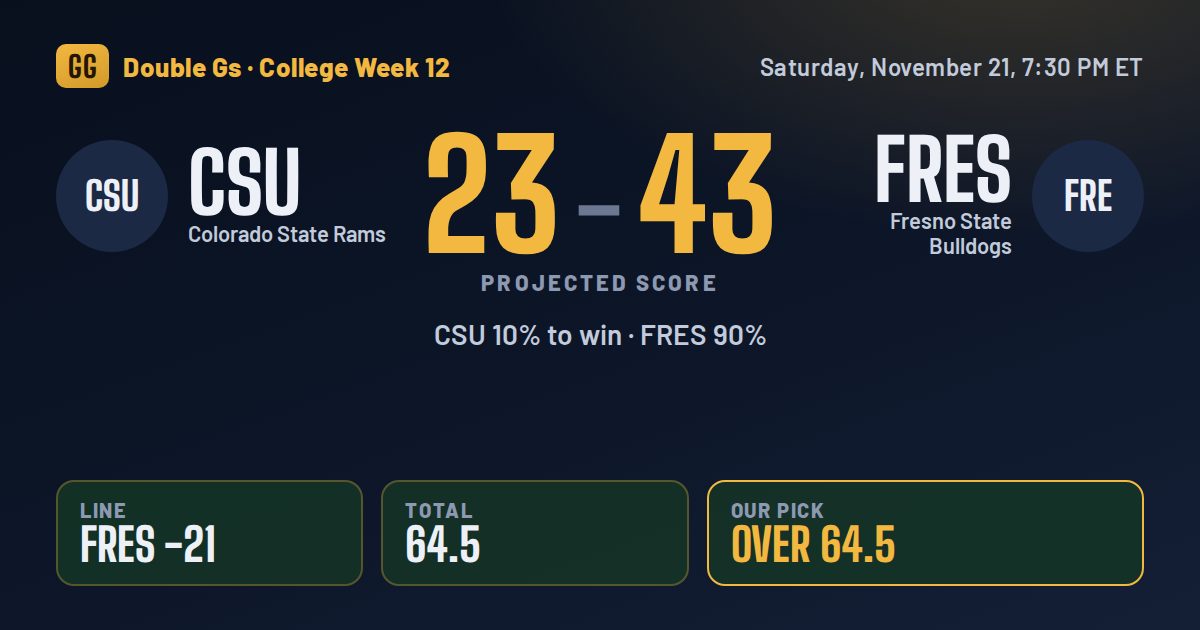 GG Double Gs · College Week 12
Saturday, November 21, 7:30 PM ET
CSU
CSU
Colorado State Rams
23 – 43
PROJECTED SCORE
CSU 10% to win · FRES 90%
FRES
Fresno State
Bulldogs
FRE
LINE
FRES −21
TOTAL
64.5
OUR PICK
OVER 64.5